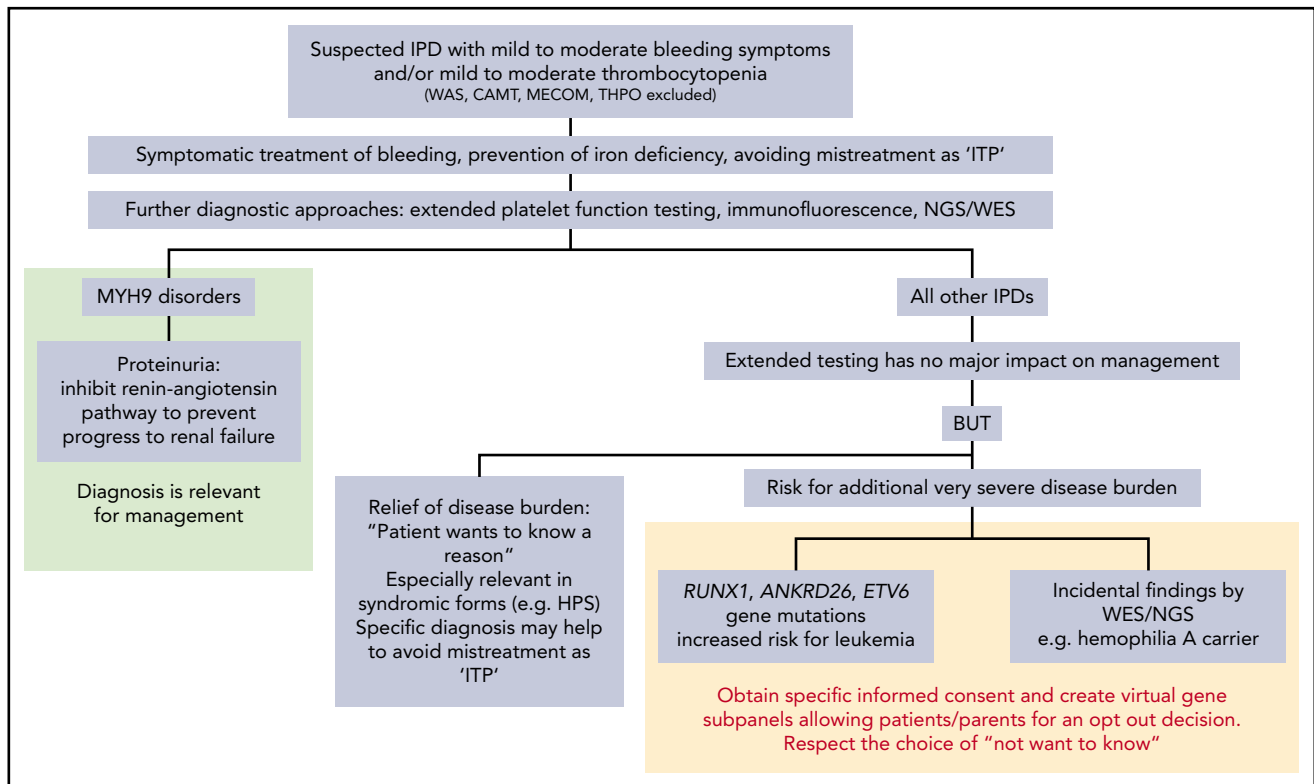 Suspected IPD with mild to moderate bleeding symptoms
and/or mild to moderate thrombocytopenia
(WAS, CAMT, MECOM, THPO excluded)
Symptomatic treatment of bleeding, prevention of iron deficiency, avoiding mistreatment as ‘ITP‘
Further diagnostic approaches: extended platelet function testing, immunofluorescence, NGS/WES
MYH9 disorders
Proteinuria:
inhibit renin-angiotensin
pathway to prevent
progress to renal failure
Diagnosis is relevant
for management
All other IPDs
Extended testing has no major impact on management
BUT
Relief of disease burden:
“Patient wants to know a
reason“
Especially relevant in
syndromic forms (e.g. HPS)
Specific diagnosis may help
to avoid mistreatment as
‘ITP‘
Risk for additional very severe disease burden
RUNX1, ANKRD26, ETV6
gene mutations
increased risk for leukemia
Incidental findings by
WES/NGS
e.g. hemophilia A carrier
Obtain specific informed consent and create virtual gene
subpanels allowing patients/parents for an opt out decision.
Respect the choice of “not want to know“